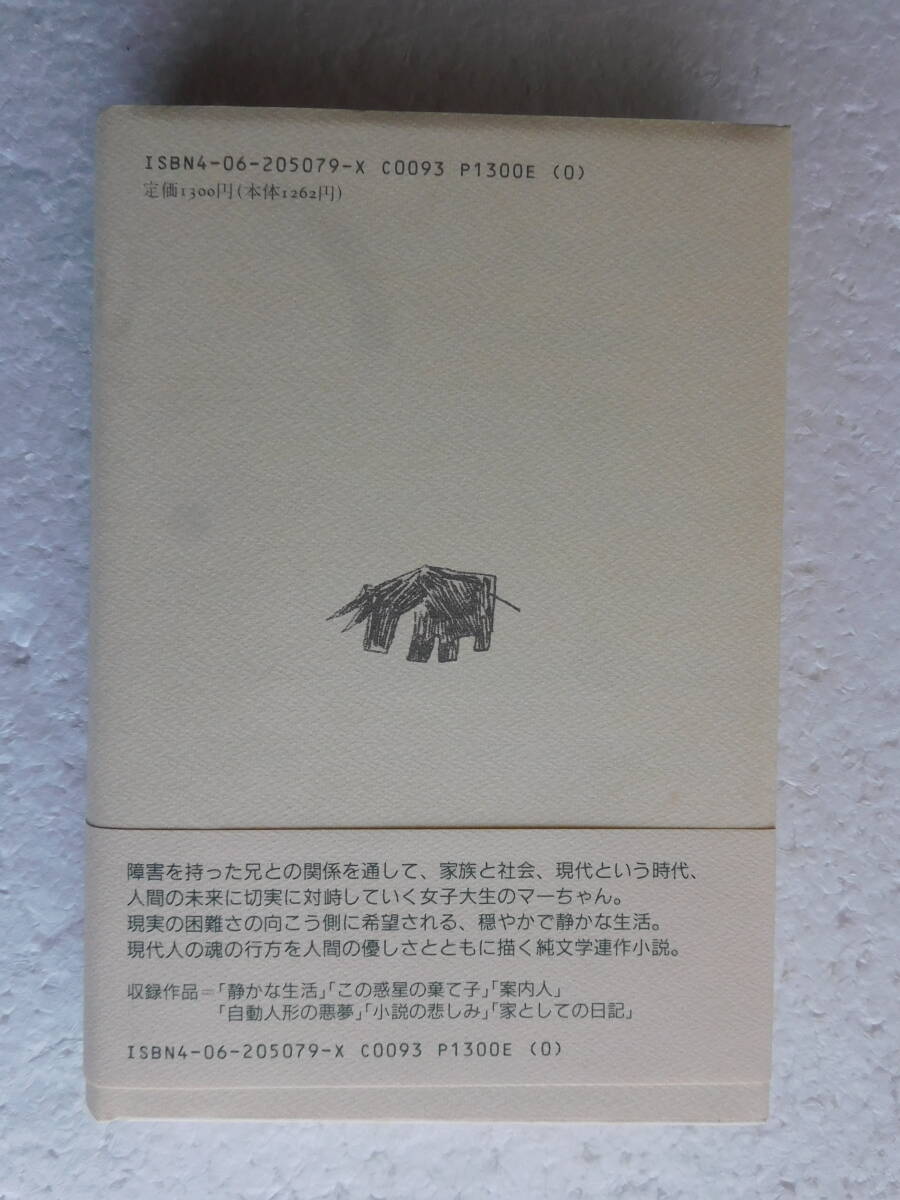 ISBN4-06-205079-X C0093 P1300E (0)
定価1300円(本体1262円)
障害を持った兄との関係を通して、家族と社会、現代という時代、
人間の未来に切実に対峙していく女子大生のマーちゃん。
現実の困難さの向こう側に希望される、穏やかで静かな生活。
現代人の魂の行方を人間の優しさとともに描く純文学連作小説。
収録作品=「静かな生活」「この惑星の棄て子」「案内人」
「自動人形の悪夢」「小説の悲しみ」「家としての日記」
ISBN4-06-205079-X C0093 P1300E (0)